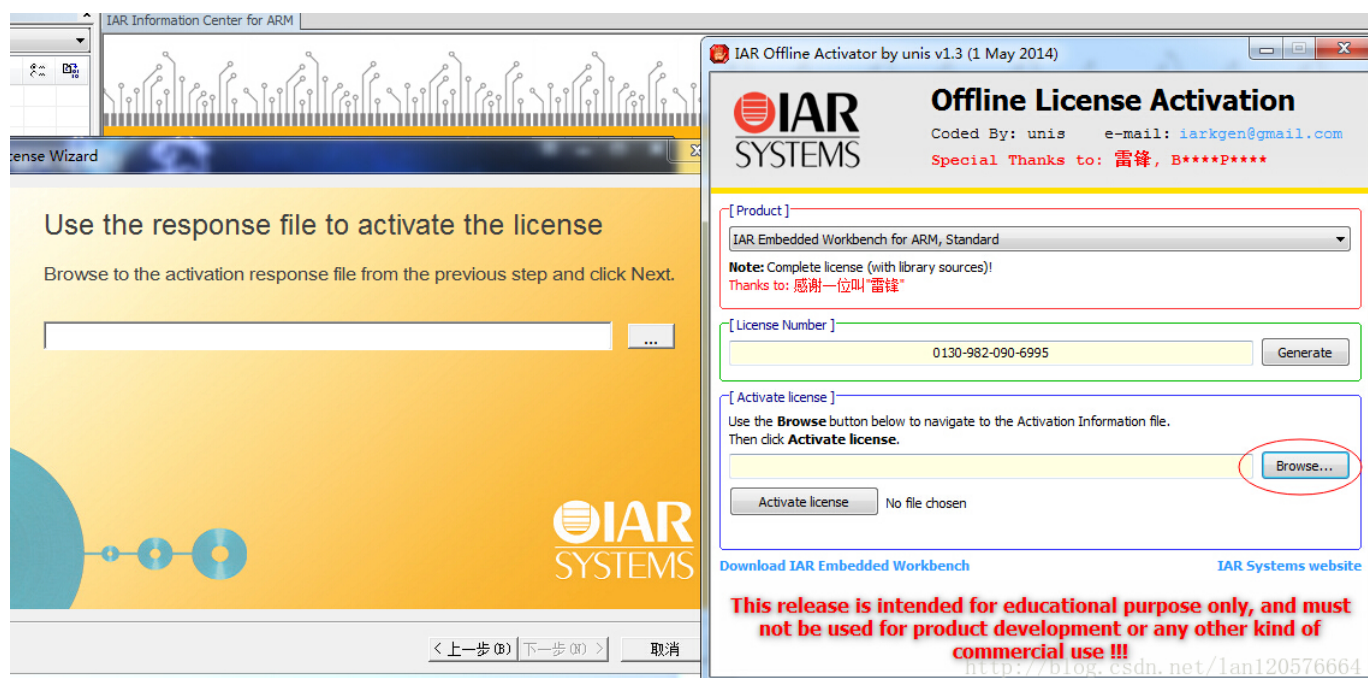 IAR Information Center for ARM
cense Wizard
Use the response file to activate the license
Browse to the activation response file from the previous step and click Next.
...
IAR
SYSTEMS
< 上一步(B)
下一步(N) >
取消
IAR Offline Activator by unis v1.3 (1 May 2014)
IAR
SYSTEMS
Offline License Activation
Coded By: unis e-mail: iarkgen@gmail.com
Special Thanks to: 雷锋, B****P****
[ Product ]
IAR Embedded Workbench for ARM, Standard
Note: Complete license (with library sources)!
Thanks to: 感谢一位叫"雷锋"
[ License Number ]
0130-982-090-6995
Generate
[ Activate license ]
Use the Browse button below to navigate to the Activation Information file.
Then click Activate license.
Browse...
Activate license
No file chosen
Download IAR Embedded Workbench
IAR Systems website
This release is intended for educational purpose only, and must
not be used for product development or any other kind of
commercial use !!!
http://blog.csdn.net/lan120576664